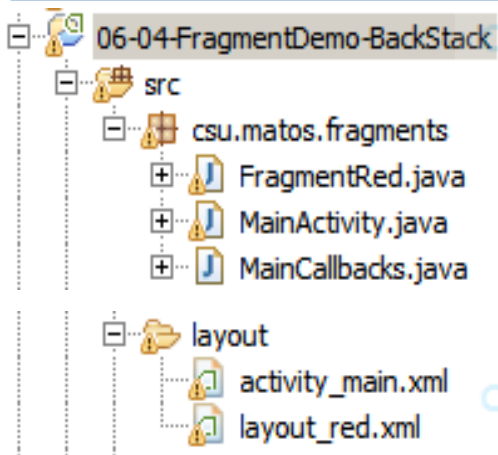 06-04-FragmentDemo-BackStack
src
csu.matos.fragments
FragmentRed.java
MainActivity.java
MainCallbacks.java
layout
activity_main.xml
layout_red.xml